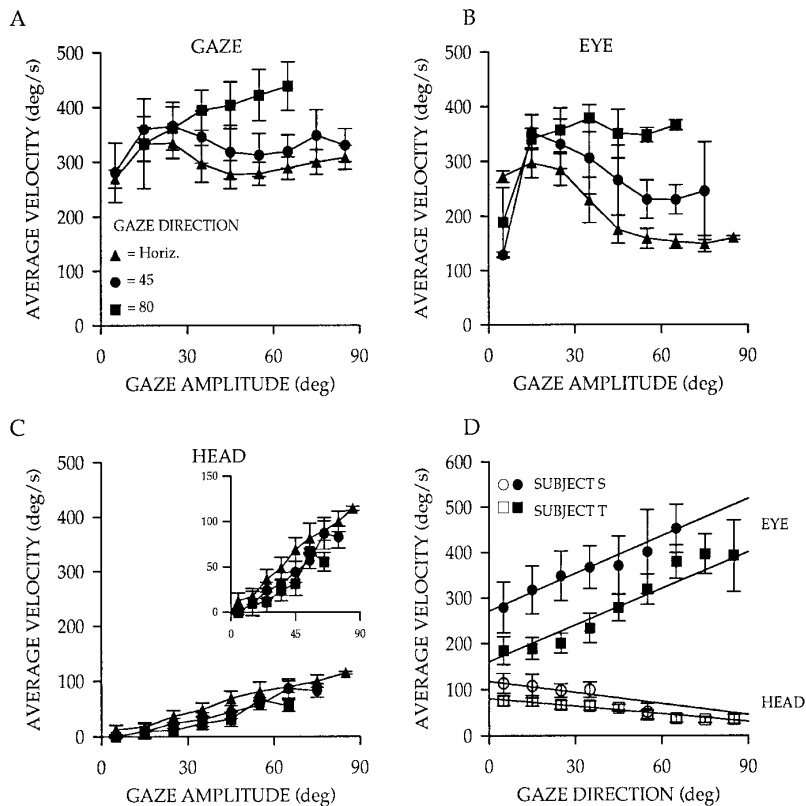 A
GAZE
AVERAGE VELOCITY (deg/s)
500
400
300
200
100
0
GAZE DIRECTION
▲ = Horiz.
● = 45
■ = 80
0 30 60 90
GAZE AMPLITUDE (deg)
B
EYE
AVERAGE VELOCITY (deg/s)
500
400
300
200
100
0
0 30 60 90
GAZE AMPLITUDE (deg)
C
HEAD
AVERAGE VELOCITY (deg/s)
500
400
300
200
100
0
150
100
50
0
0 45 90
0 30 60 90
GAZE AMPLITUDE (deg)
D
AVERAGE VELOCITY (deg/s)
600
500
400
300
200
100
0
○● SUBJECT S
□■ SUBJECT T
EYE
HEAD
0 30 60 90
GAZE DIRECTION (deg)